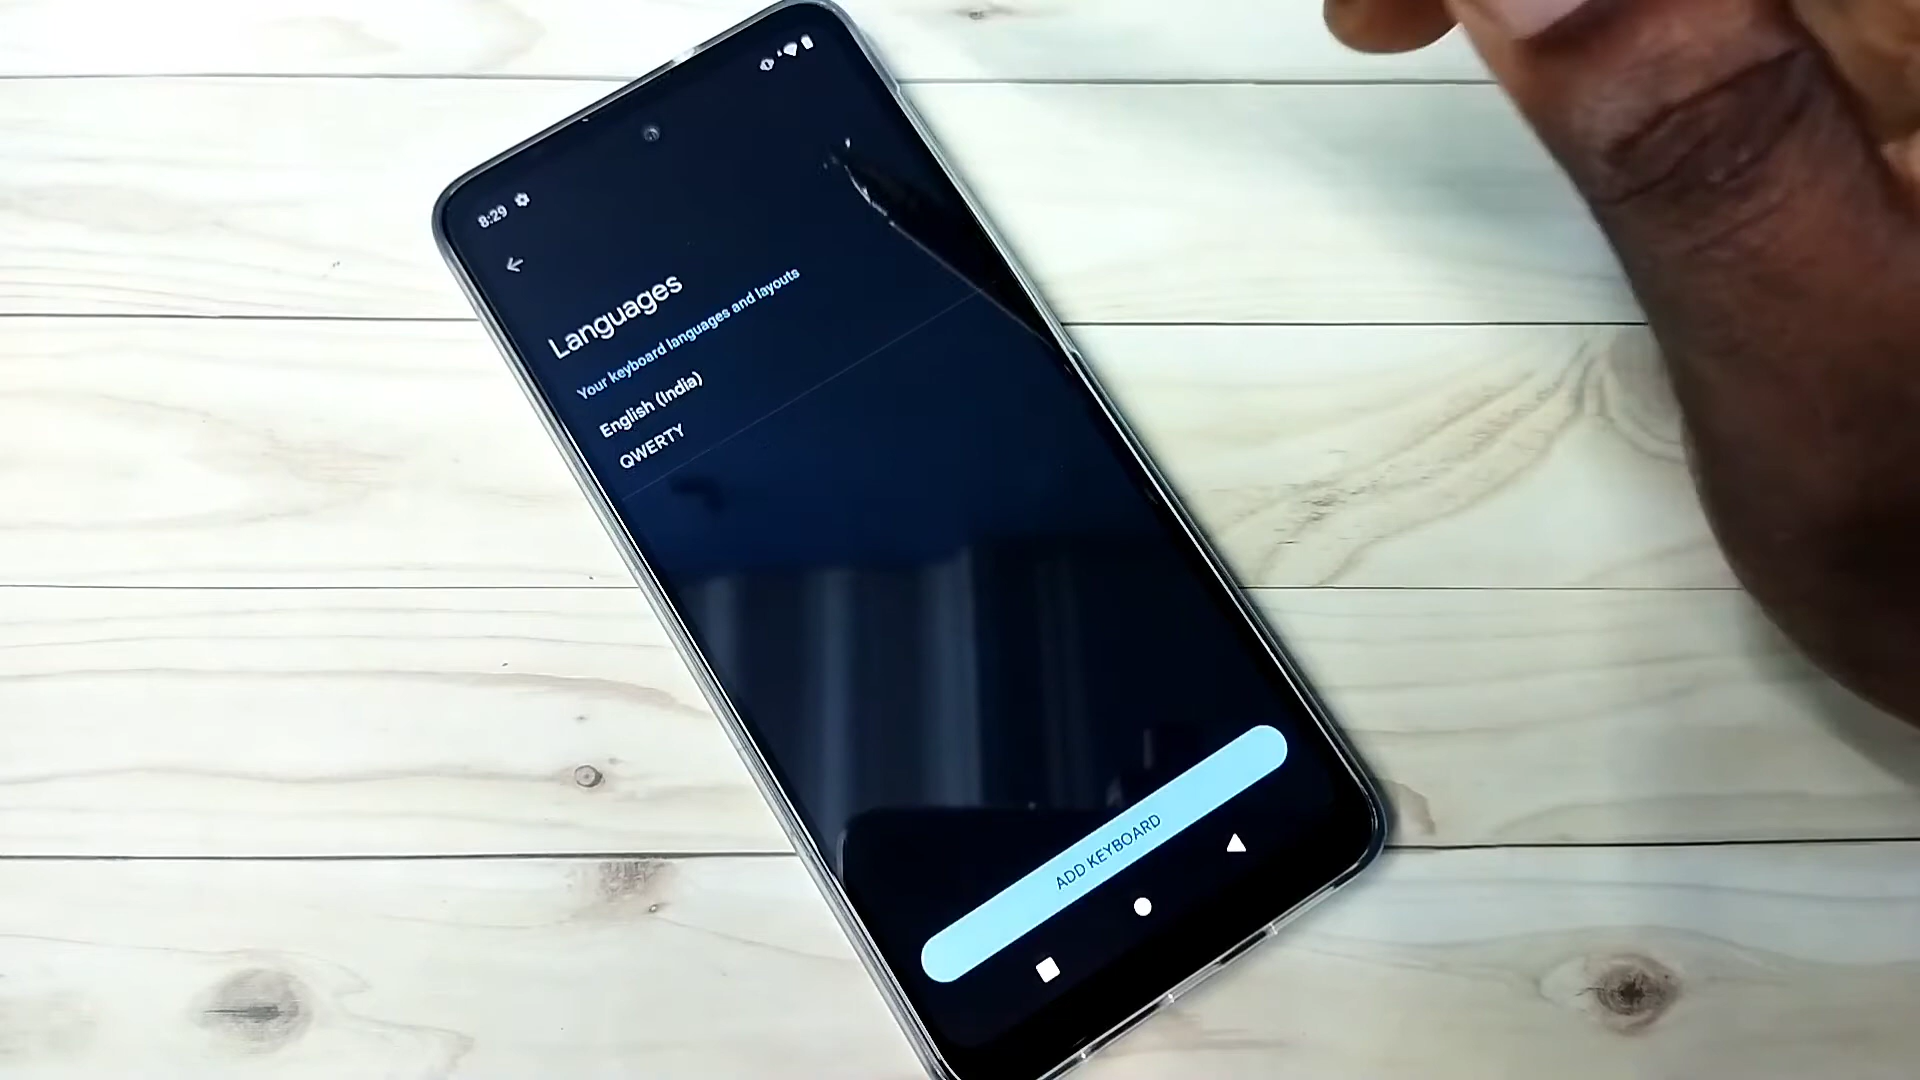 8:29
Languages
Your keyboard languages and layouts
English (India)
QWERTY
ADD KEYBOARD